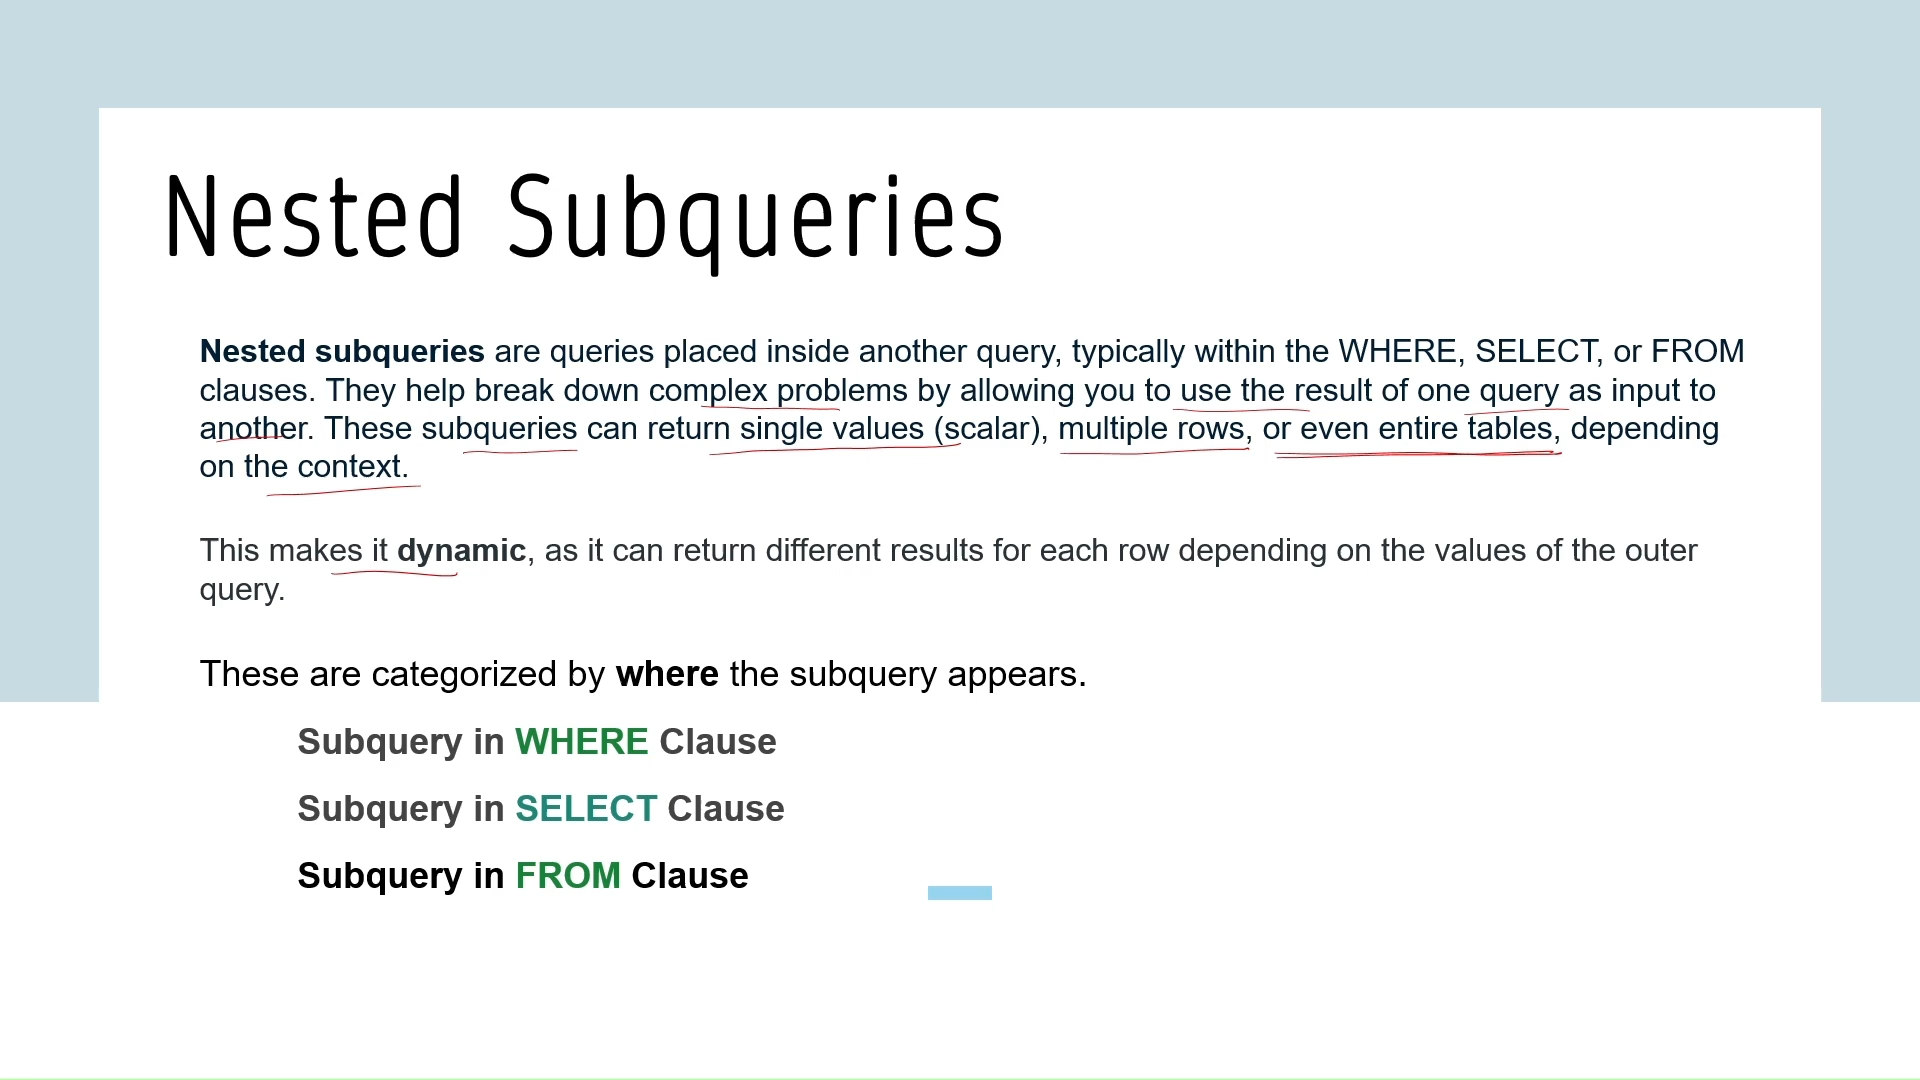 Nested Subqueries
Nested subqueries are queries placed inside another query, typically within the WHERE, SELECT, or FROM
clauses. They help break down complex problems by allowing you to use the result of one query as input to
another. These subqueries can return single values (scalar), multiple rows, or even entire tables, depending
on the context.
This makes it dynamic, as it can return different results for each row depending on the values of the outer
query.
These are categorized by where the subquery appears.
Subquery in WHERE Clause
Subquery in SELECT Clause
Subquery in FROM Clause